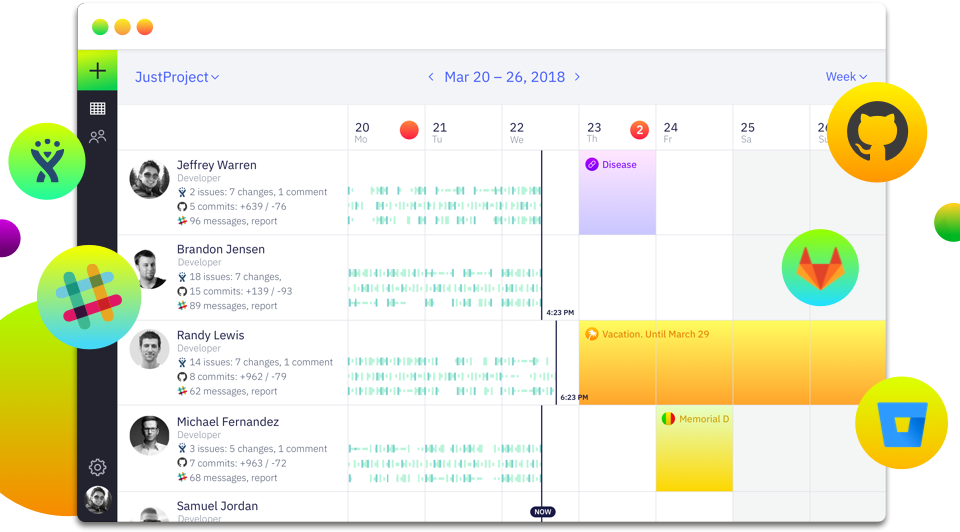 JustProject
Mar 20 – 26, 2018
Week
20
Mo
21
Tu
22
We
23
Th
2
24
Fr
25
Sa
26
Su
Jeffrey Warren
Developer
2 issues: 7 changes, 1 comment
5 commits: +639 / -76
96 messages, report
Disease
Brandon Jensen
Developer
18 issues: 7 changes,
15 commits: +139 / -93
89 messages, report
4:23 PM
Randy Lewis
Developer
14 issues: 7 changes, 1 comment
8 commits: +962 / -79
62 messages, report
Vacation. Until March 29
6:23 PM
Michael Fernandez
Developer
3 issues: 5 changes, 1 comment
7 commits: +963 / -72
68 messages, report
Memorial D
Samuel Jordan
Developer
NOW